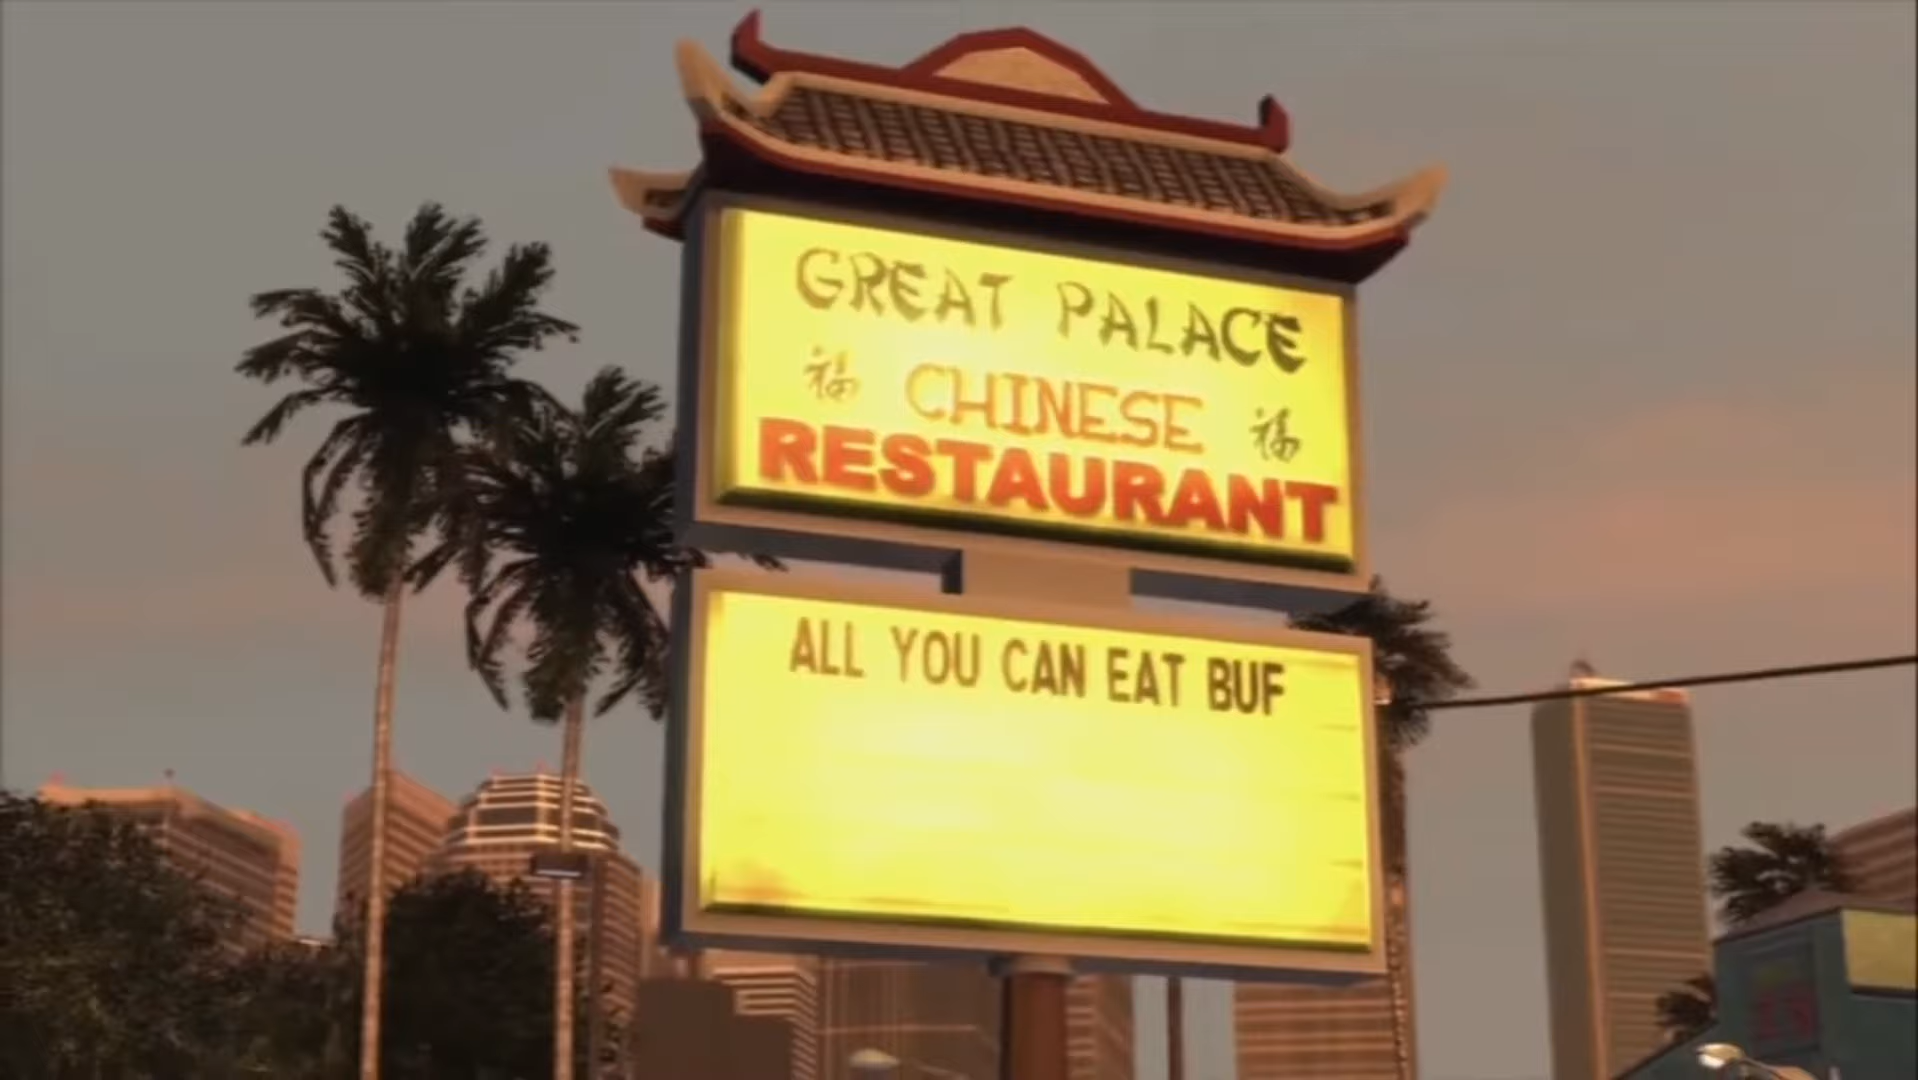 GREAT PALACE
福 CHINESE 福
RESTAURANT
ALL YOU CAN EAT BUF